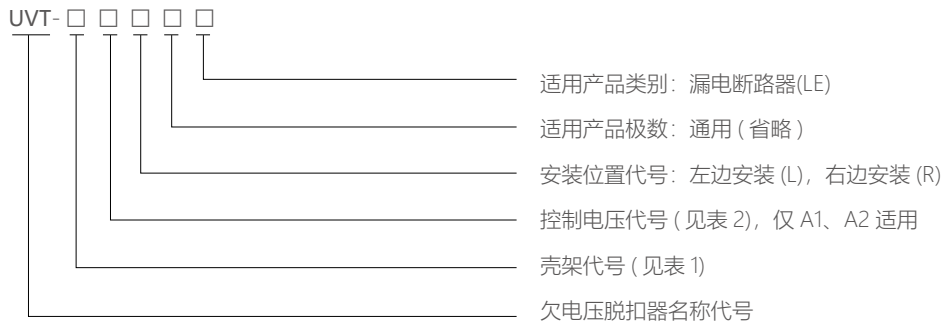 UVT-□ □ □ □ □
适用产品类别：漏电断路器(LE)
适用产品极数：通用 ( 省略 )
安装位置代号：左边安装 (L)，右边安装 (R)
控制电压代号 ( 见表 2)，仅 A1、A2 适用
壳架代号 ( 见表 1)
欠电压脱扣器名称代号